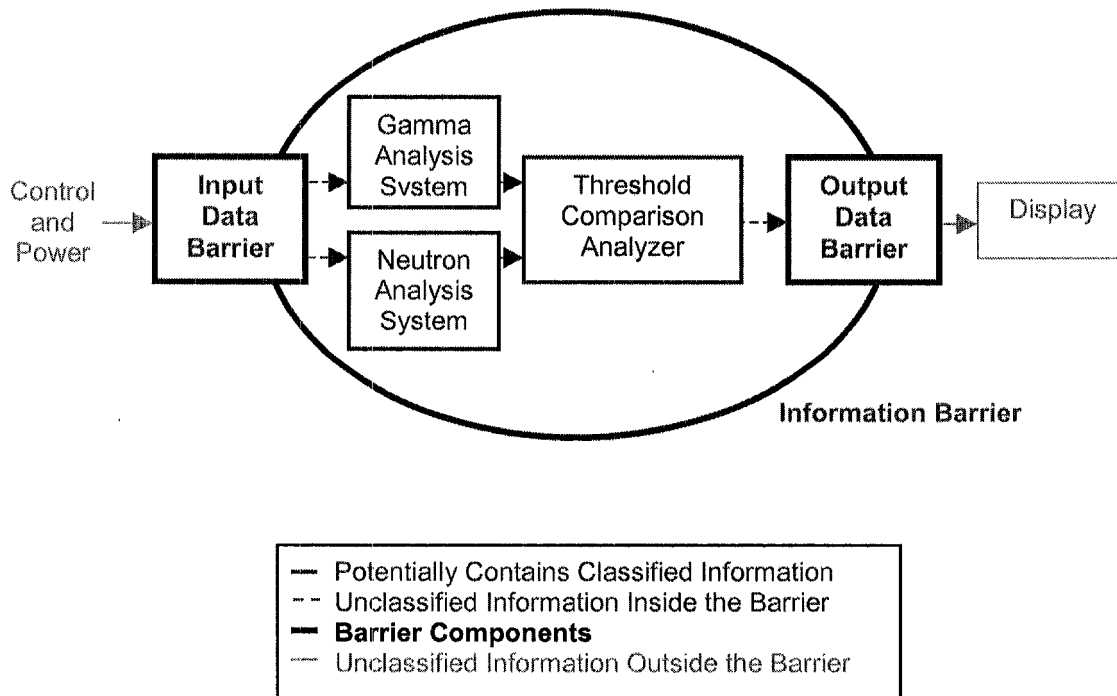 Control
and
Power
Input
Data
Barrier
Gamma
Analysis
System
Neutron
Analysis
System
Threshold
Comparison
Analyzer
Output
Data
Barrier
Display
Information Barrier
Potentially Contains Classified Information
Unclassified Information Inside the Barrier
Barrier Components
Unclassified Information Outside the Barrier